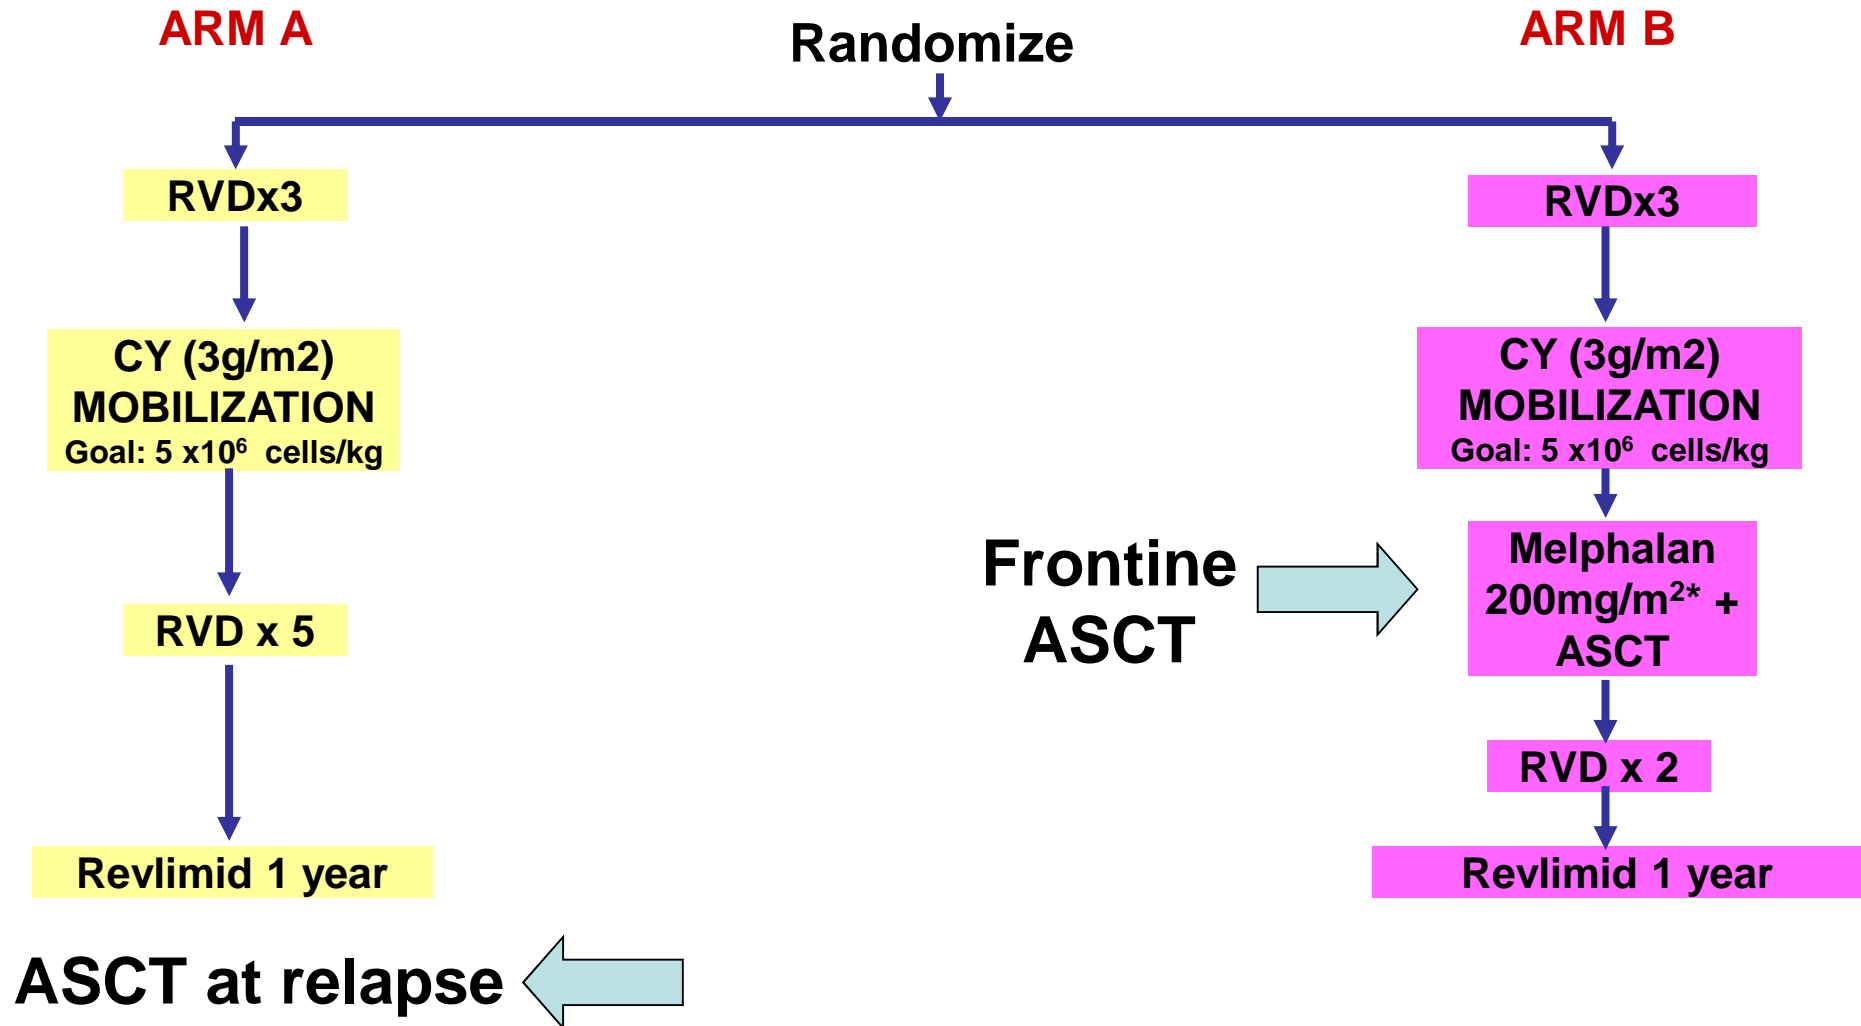 ARM A
Randomize
ARM B
RVDx3
CY (3g/m2)
MOBILIZATION
Goal: 5 x10⁶ cells/kg
RVD x 5
Revlimid 1 year
ASCT at relapse
Frontine
ASCT
RVDx3
CY (3g/m2)
MOBILIZATION
Goal: 5 x10⁶ cells/kg
Melphalan
200mg/m²* +
ASCT
RVD x 2
Revlimid 1 year